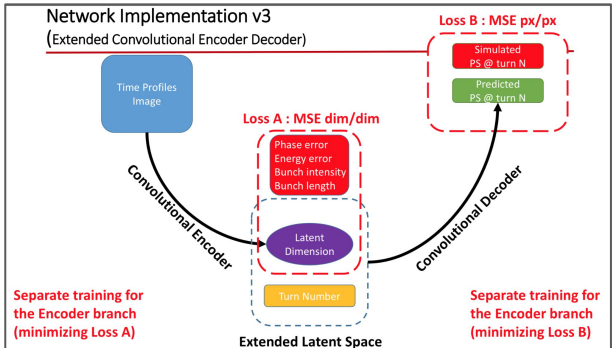 Network Implementation v3
(Extended Convolutional Encoder Decoder)
Loss B : MSE px/px
Simulated
PS @ turn N
Predicted
PS @ turn N
Time Profiles
Image
Loss A : MSE dim/dim
Phase error
Energy error
Bunch intensity
Bunch length
Convolutional Encoder
Convolutional Decoder
Latent
Dimension
Turn Number
Separate training for
the Encoder branch
(minimizing Loss A)
Separate training for
the Encoder branch
(minimizing Loss B)
Extended Latent Space